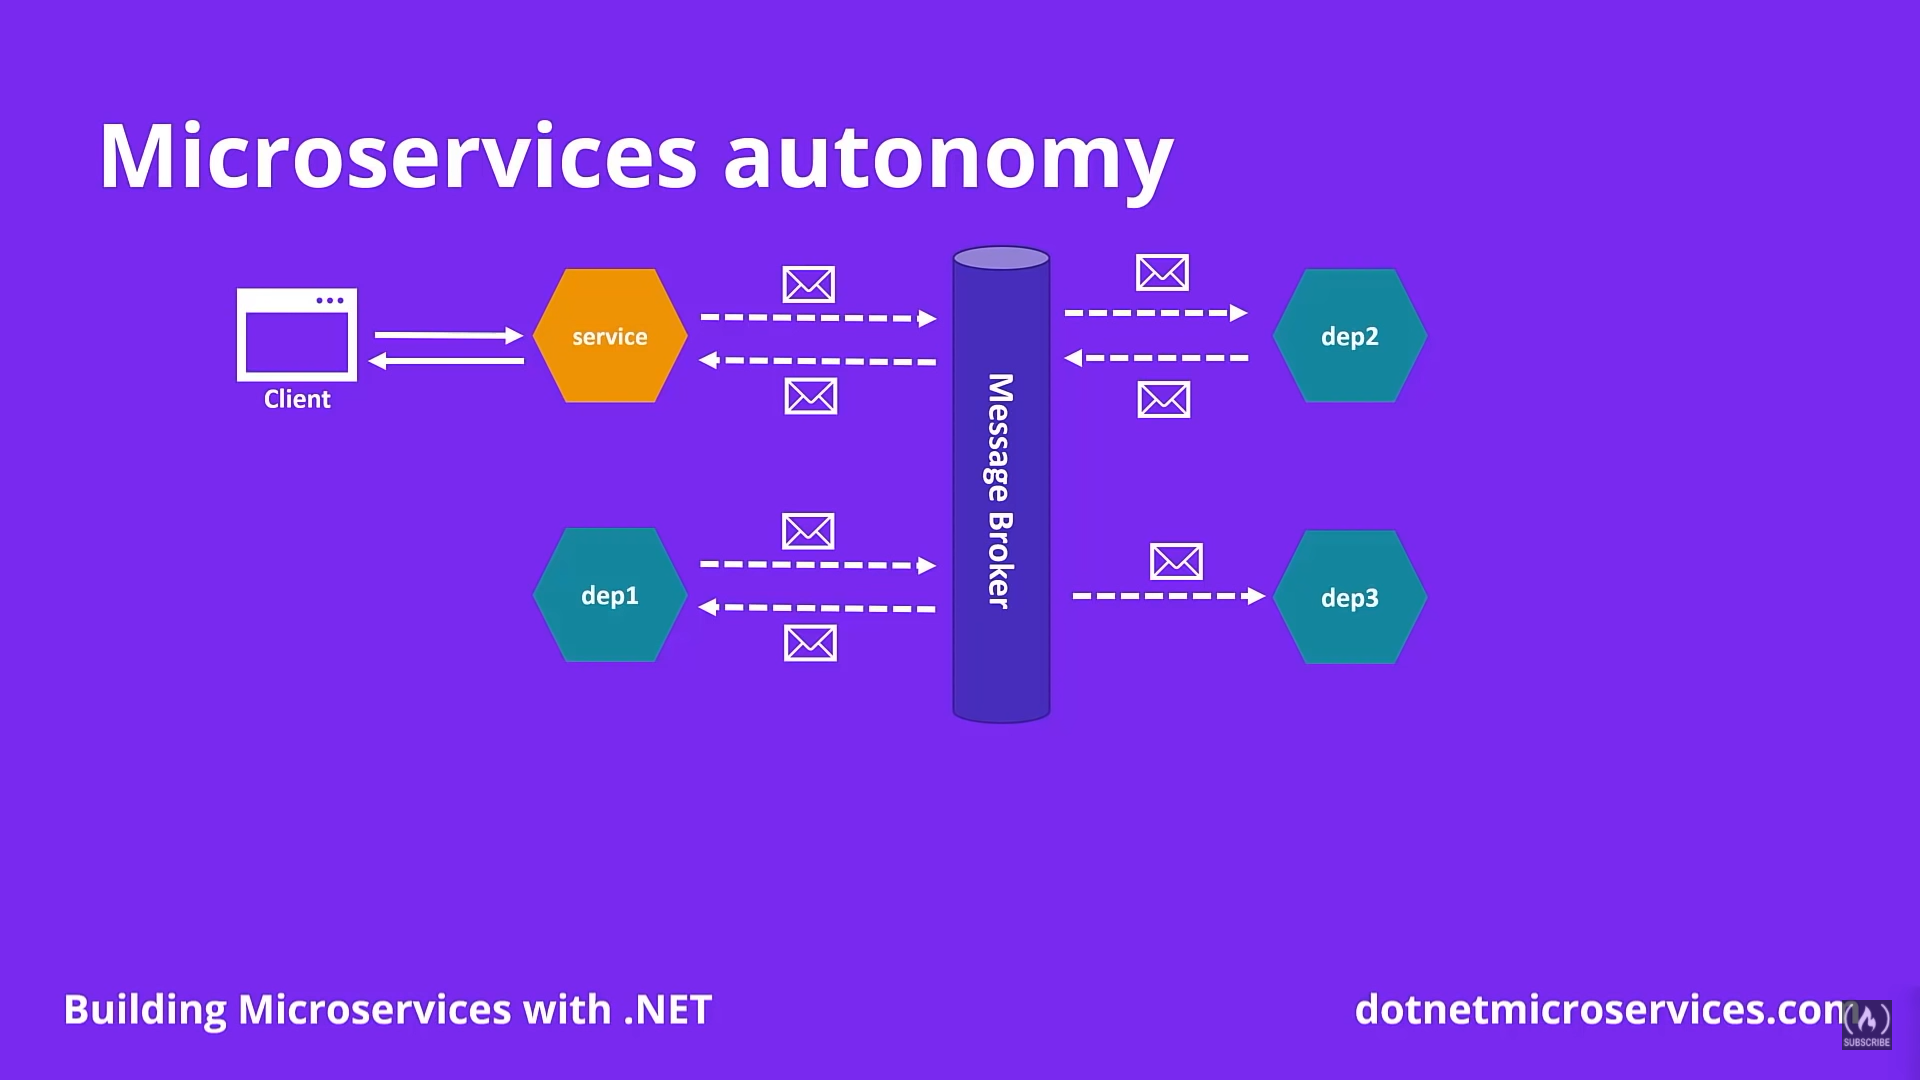 Microservices autonomy
service
dep2
Client
Message Broker
dep1
dep3
Building Microservices with .NET
dotnetmicroservices.com
SUBSCRIBE